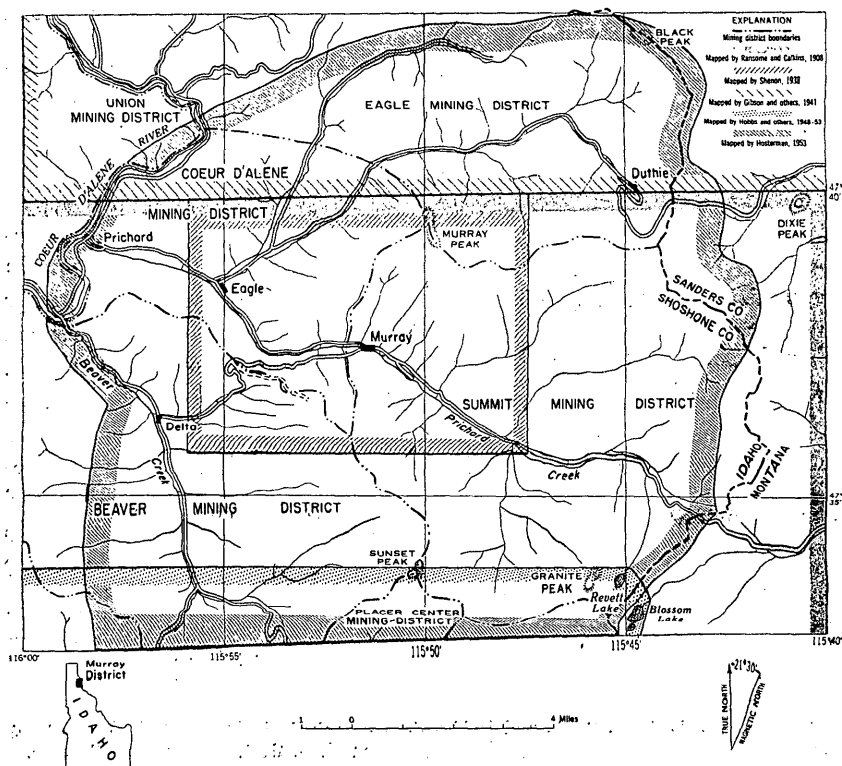 EXPLANATION
Mining district boundaries
Mapped by Ransome and Calkins, 1908
Mapped by Shenon, 1938
Mapped by Gibson and others, 1941
Mapped by Hobbs and others, 1948-53
Mapped by Hosterman, 1953
BLACK
PEAK
UNION
MINING DISTRICT
EAGLE MINING DISTRICT
COEUR D'ALENE RIVER
COEUR D'ALENE
MINING DISTRICT
Duthie
47°
40'
DIXIE
PEAK
Prichard
MURRAY
PEAK
Eagle
SANDERS CO
SHOSHONE CO
Murray
Beaver
Creek
Delta
SUMMIT MINING DISTRICT
Prichard
Creek
IDAHO
MONTANA
47°
35'
BEAVER MINING DISTRICT
SUNSET
PEAK
GRANITE
PEAK
Revett
Lake
Blossom
Lake
PLACER CENTER
MINING-DISTRICT
116°00'
115°55'
115°50'
115°45'
115°40'
Murray
District
IDAHO
1 0 4 Miles
21°30'
TRUE NORTH
MAGNETIC NORTH